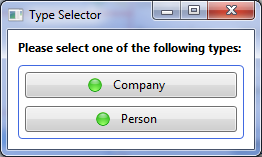 Type Selector
Please select one of the following types:
Company
Person